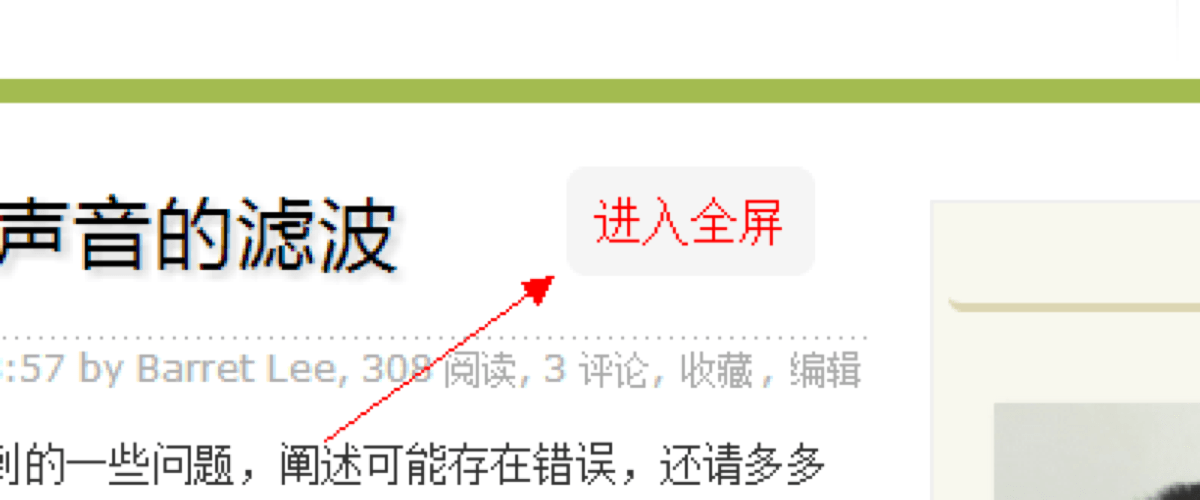 声音的滤波
进入全屏
:57 by Barret Lee, 308 阅读, 3 评论, 收藏, 编辑
到的一些问题，阐述可能存在错误，还请多多